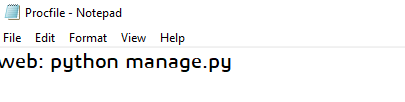 Procfile - Notepad
File Edit Format View Help
web: python manage.py